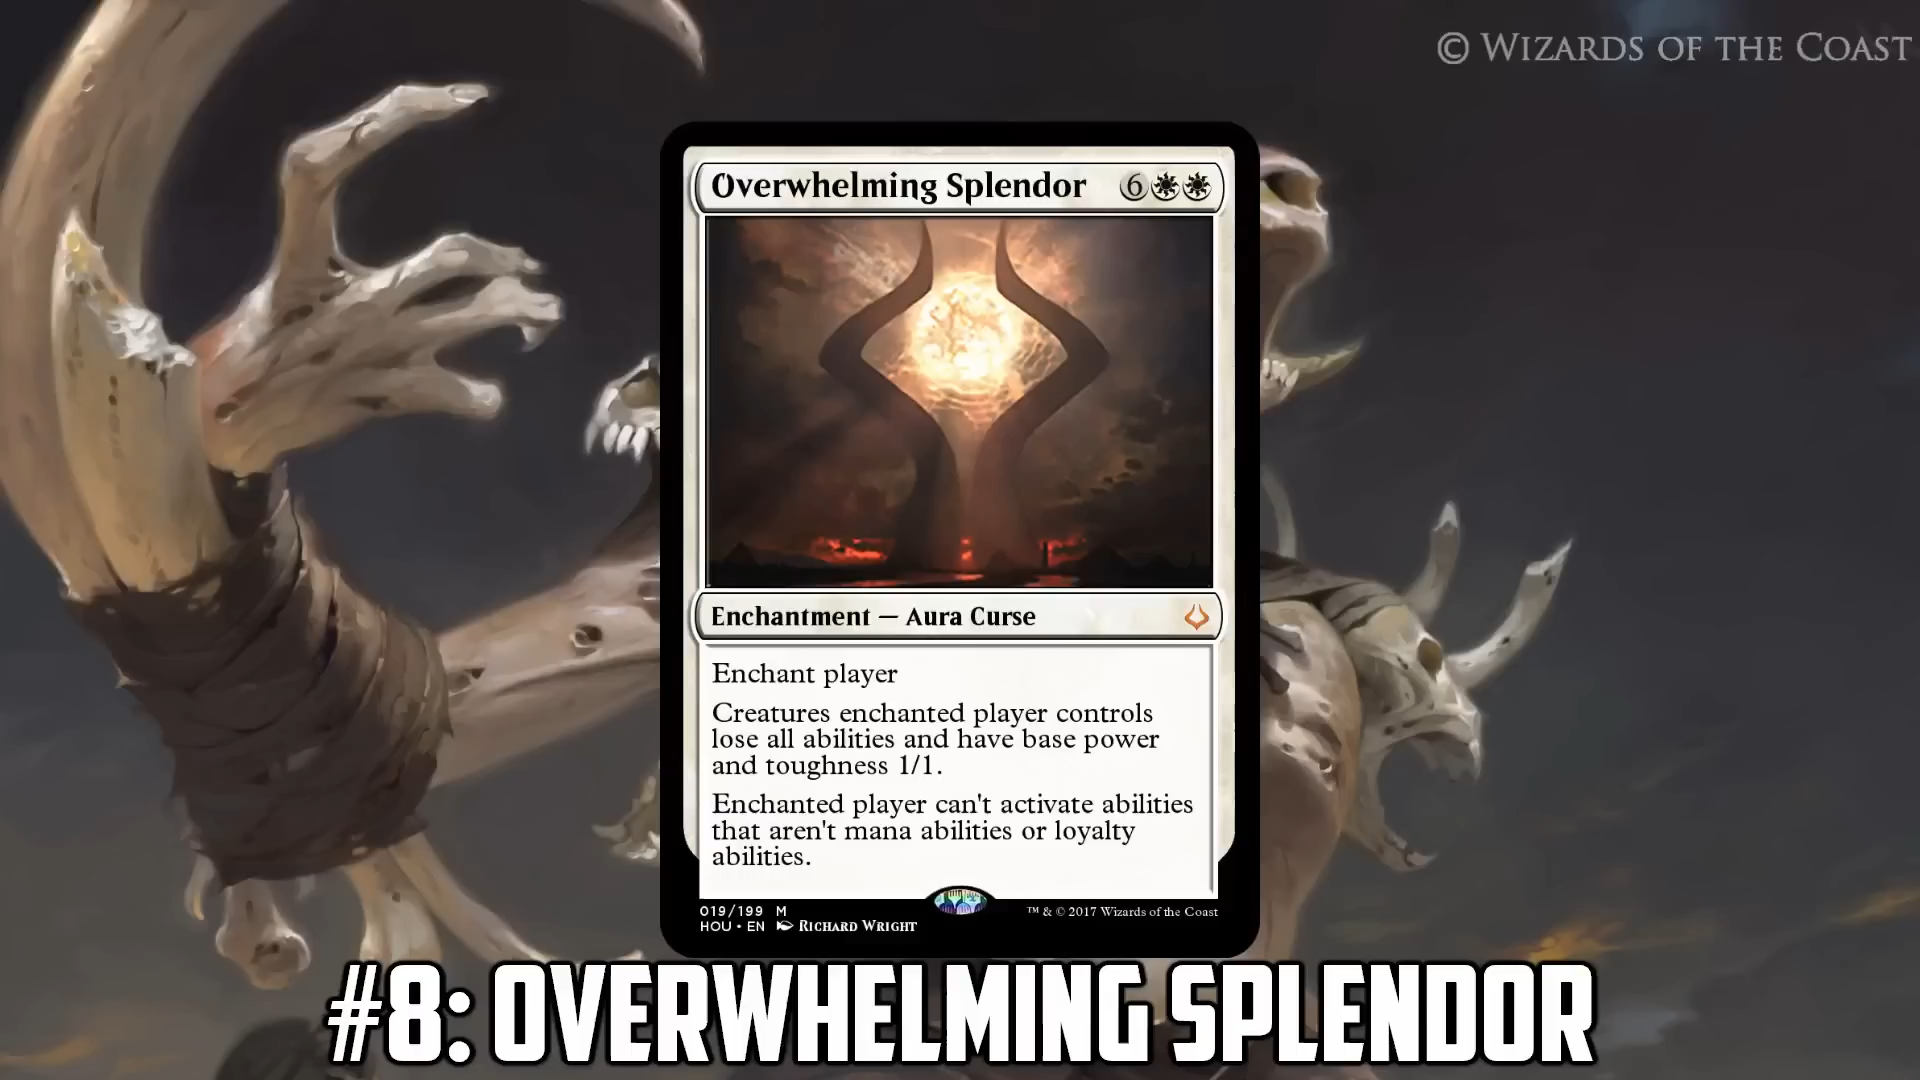 © WIZARDS OF THE COAST
Overwhelming Splendor 6
Enchantment — Aura Curse
Enchant player
Creatures enchanted player controls
lose all abilities and have base power
and toughness 1/1.
Enchanted player can't activate abilities
that aren't mana abilities or loyalty
abilities.
019/199 M
HOU • EN RICHARD WRIGHT
™ & © 2017 Wizards of the Coast
#8: OVERWHELMING SPLENDOR